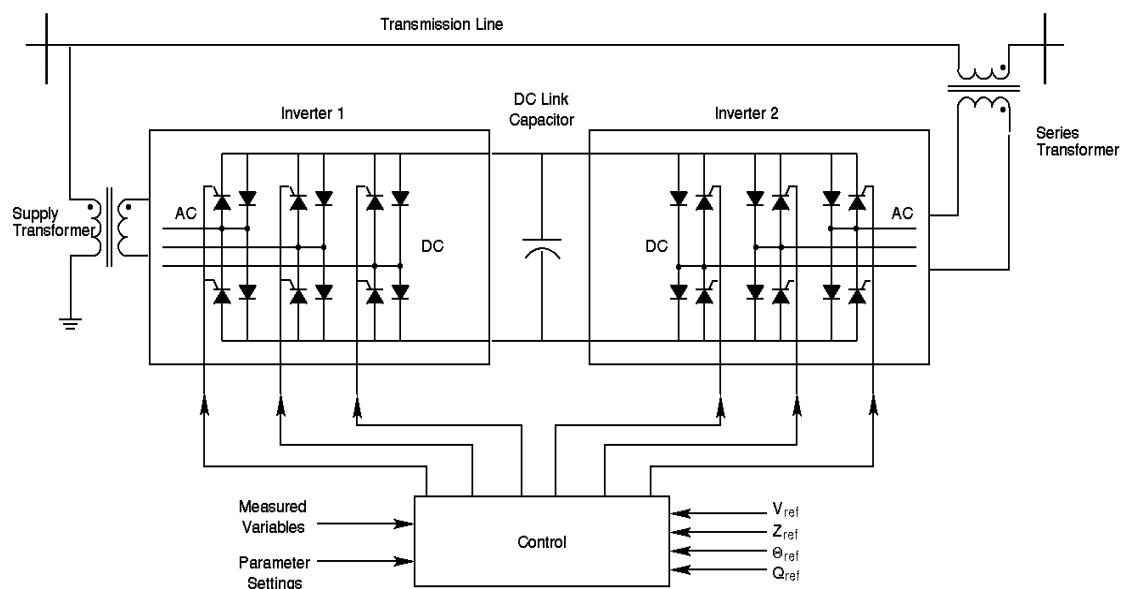 Transmission Line
Inverter 1
DC Link
Capacitor
Inverter 2
Series
Transformer
Supply
Transformer
AC
DC
DC
AC
Measured
Variables
Parameter
Settings
Control
Vref
Zref
Θref
Qref